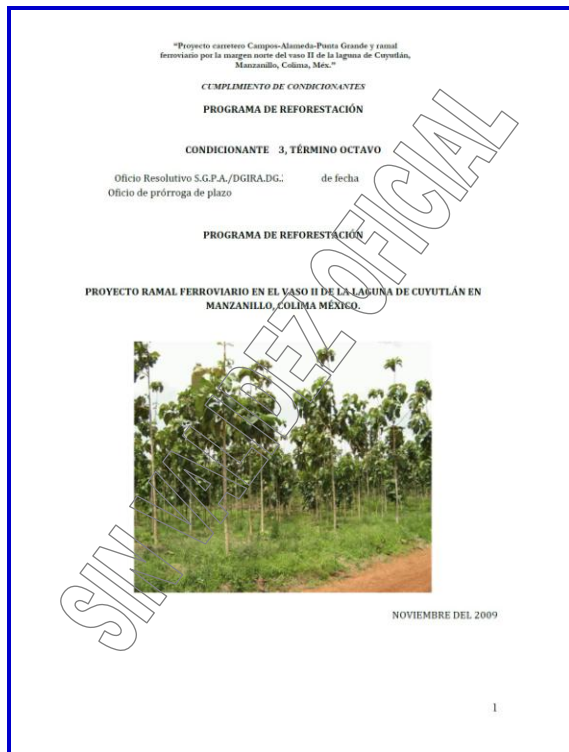 "Proyecto carretero Campos-Alameda-Punta Grande y ramal
ferroviario por la margen norte del vaso II de la laguna de Cuyutlán,
Manzanillo, Colima, Méx."
CUMPLIMIENTO DE CONDICIONANTES
PROGRAMA DE REFORESTACIÓN
CONDICIONANTE 3, TÉRMINO OCTAVO
Oficio Resolutivo S.G.P.A./DGIRA.DG.: de fecha
Oficio de prórroga de plazo
PROGRAMA DE REFORESTACIÓN
PROYECTO RAMAL FERROVIARIO EN EL VASO II DE LA LAGUNA DE CUYUTLÁN EN
MANZANILLO, COLIMA MÉXICO.
SIN VALIDEZ OFICIAL
NOVIEMBRE DEL 2009
1